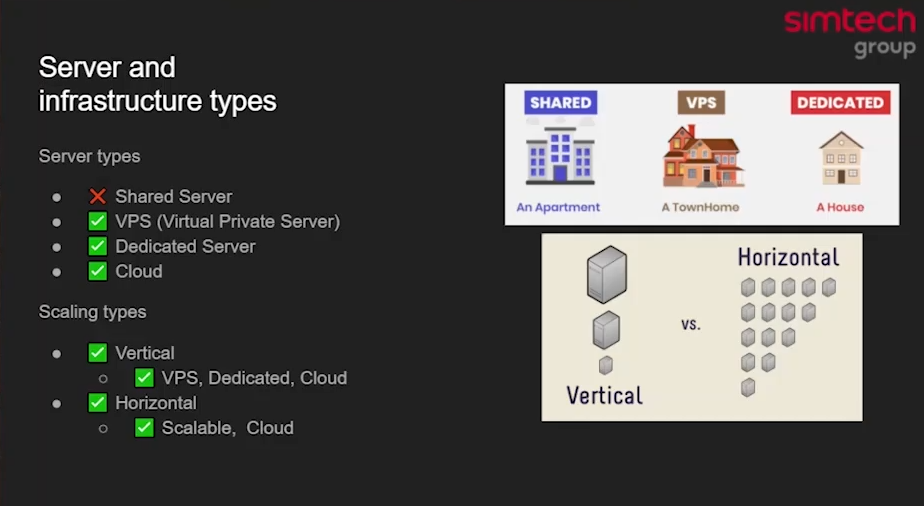 simtech
group
Server and
infrastructure types
Server types
Shared Server
VPS (Virtual Private Server)
Dedicated Server
Cloud
Scaling types
Vertical
VPS, Dedicated, Cloud
Horizontal
Scalable, Cloud
SHARED
VPS
DEDICATED
An Apartment
A TownHome
A House
Horizontal
vs.
Vertical